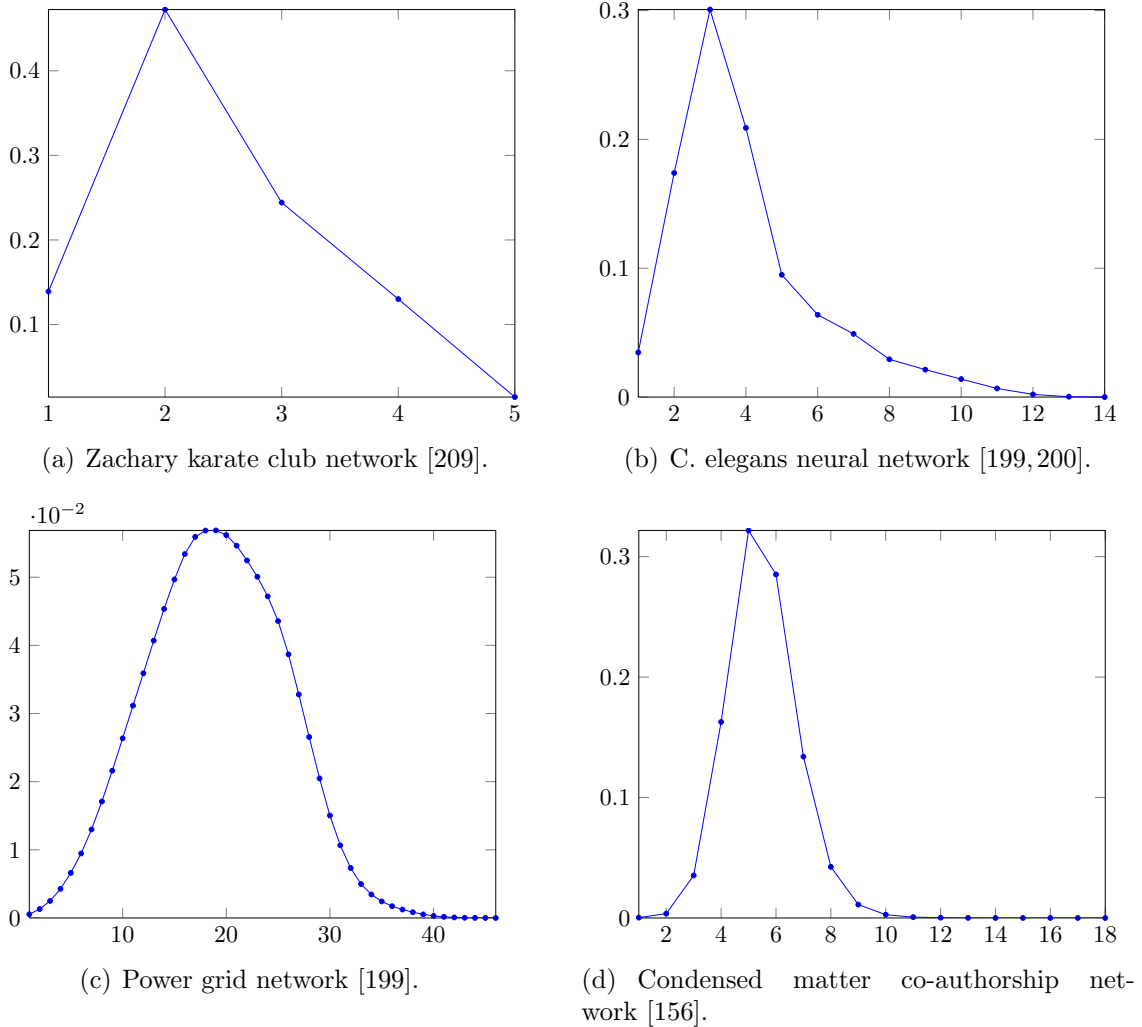 0.4
0.3
0.2
0.1
1 2 3 4 5
(a) Zachary karate club network [209].
0.3
0.2
0.1
0
2 4 6 8 10 12 14
(b) C. elegans neural network [199, 200].
·10⁻²
5
4
3
2
1
0
10 20 30 40
(c) Power grid network [199].
0.3
0.2
0.1
0
2 4 6 8 10 12 14 16 18
(d) Condensed matter co-authorship net-
work [156].